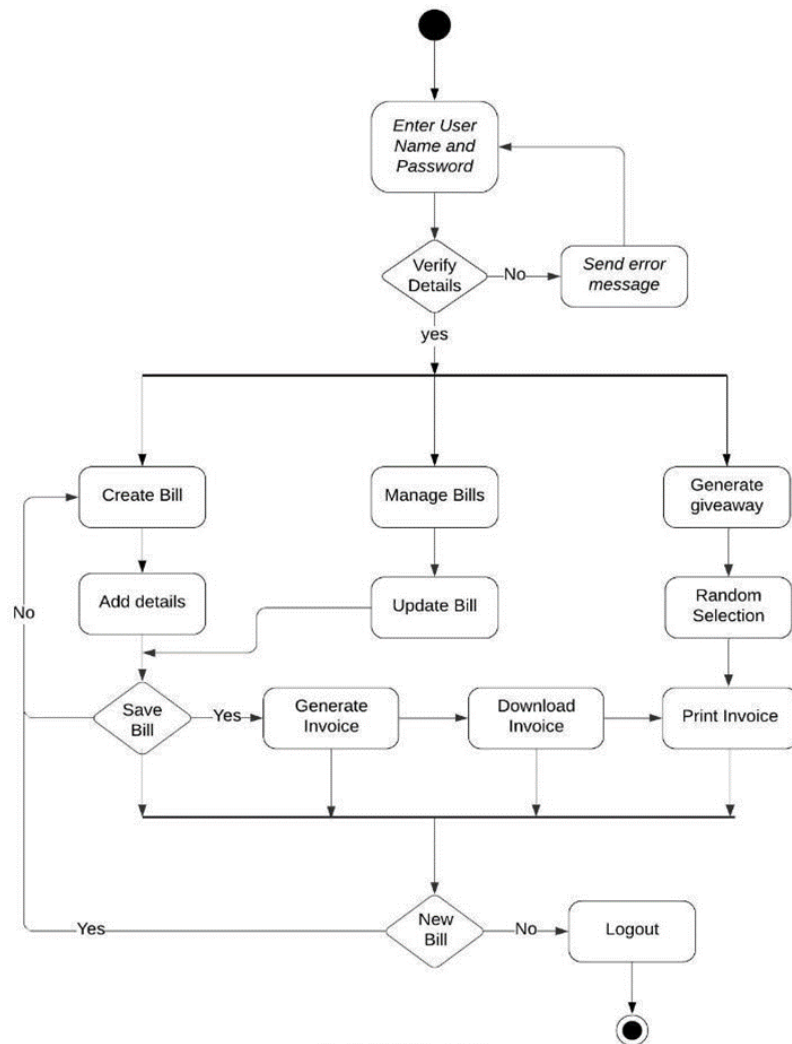 Enter User
Name and
Password
Verify
Details
No
Send error
message
yes
Create Bill
Manage Bills
Generate
giveaway
No
Add details
Update Bill
Random
Selection
Save
Bill
Yes
Generate
Invoice
Download
Invoice
Print Invoice
Yes
New
Bill
No
Logout